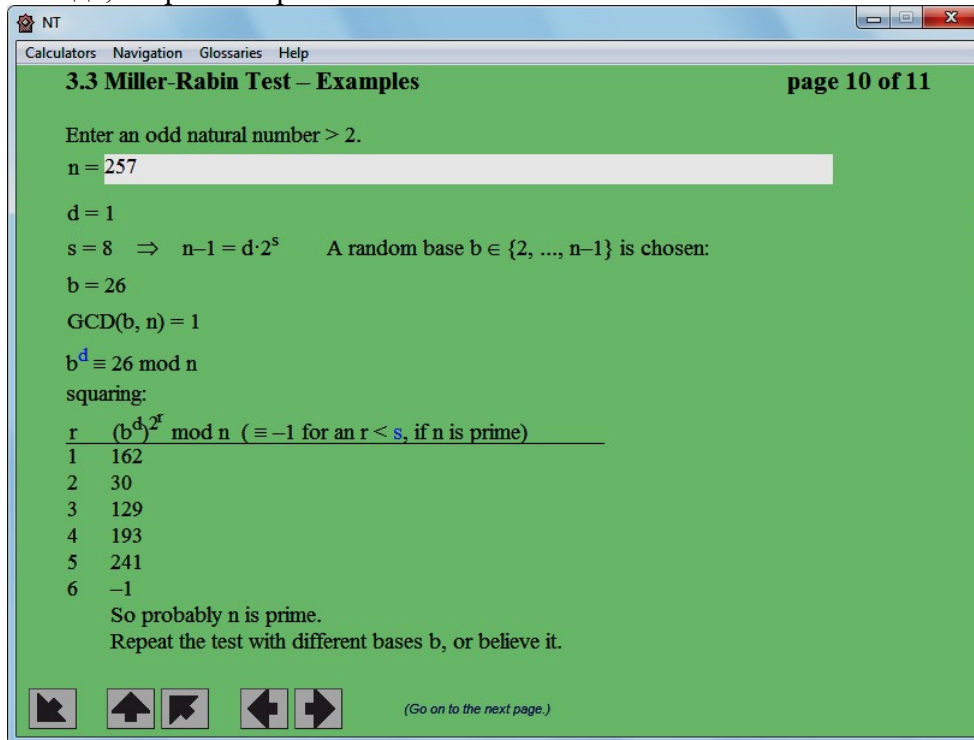 NT
Calculators Navigation Glossaries Help
3.3 Miller-Rabin Test – Examples page 10 of 11
Enter an odd natural number > 2.
n = 257
d = 1
s = 8 ⇒ n–1 = d·2^s A random base b ∈ {2, ..., n–1} is chosen:
b = 26
GCD(b, n) = 1
b^d ≡ 26 mod n
squaring:
r (b^d)^2^r mod n ( ≡ –1 for an r < s, if n is prime)
1 162
2 30
3 129
4 193
5 241
6 –1
So probably n is prime.
Repeat the test with different bases b, or believe it.
(Go on to the next page.)